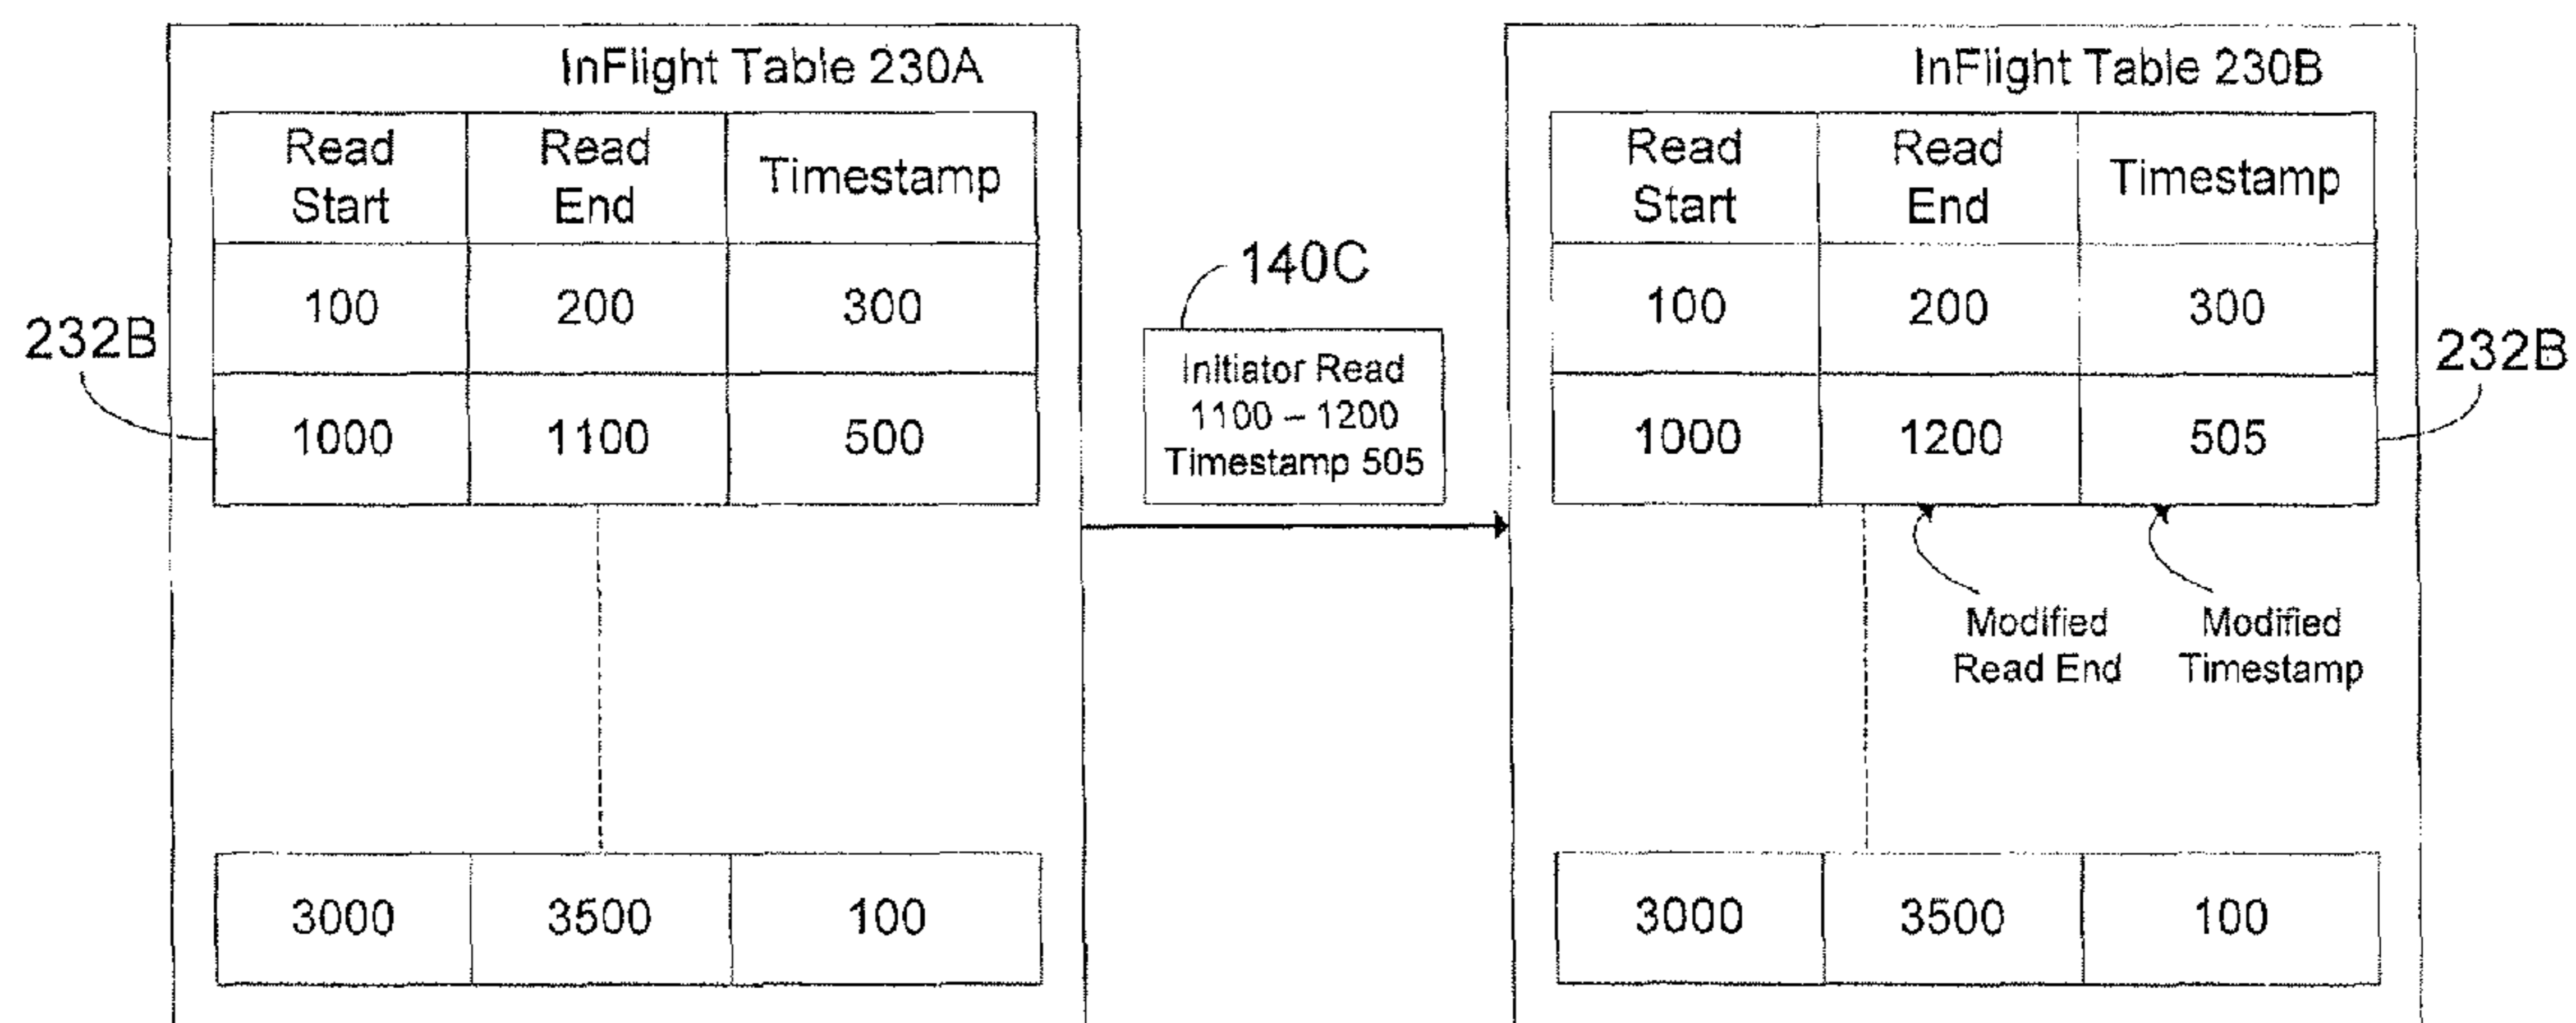 InFlight Table 230A
Read Start
Read End
Timestamp
100
200
300
232B
1000
1100
500
3000
3500
100
140C
Initiator Read
1100 – 1200
Timestamp 505
InFlight Table 230B
Read Start
Read End
Timestamp
100
200
300
232B
1000
1200
505
Modified
Read End
Modified
Timestamp
3000
3500
100